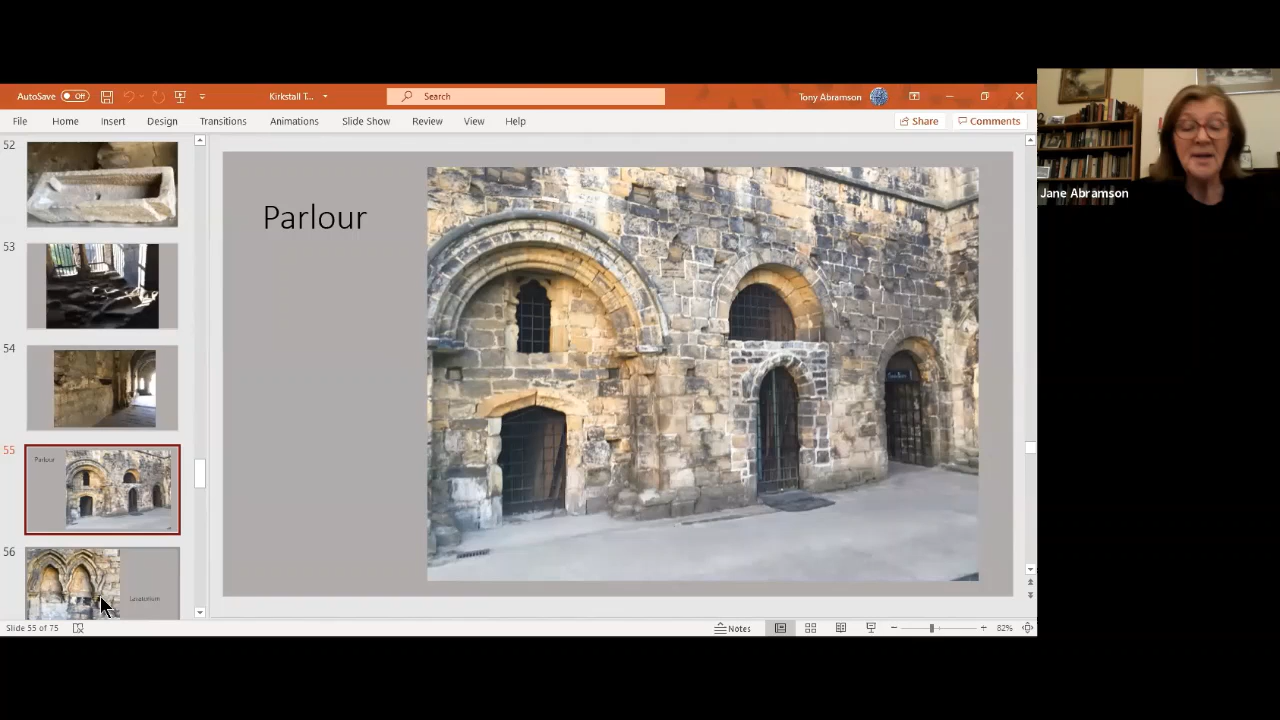 AutoSave Off
Kirkstall T...
Search
Tony Abramson
File Home Insert Design Transitions Animations Slide Show Review View Help
Share
Comments
52
53
54
55
Parlour
56
Lavatorium
Parlour
Jane Abramson
Slide 55 of 75
Notes
82%